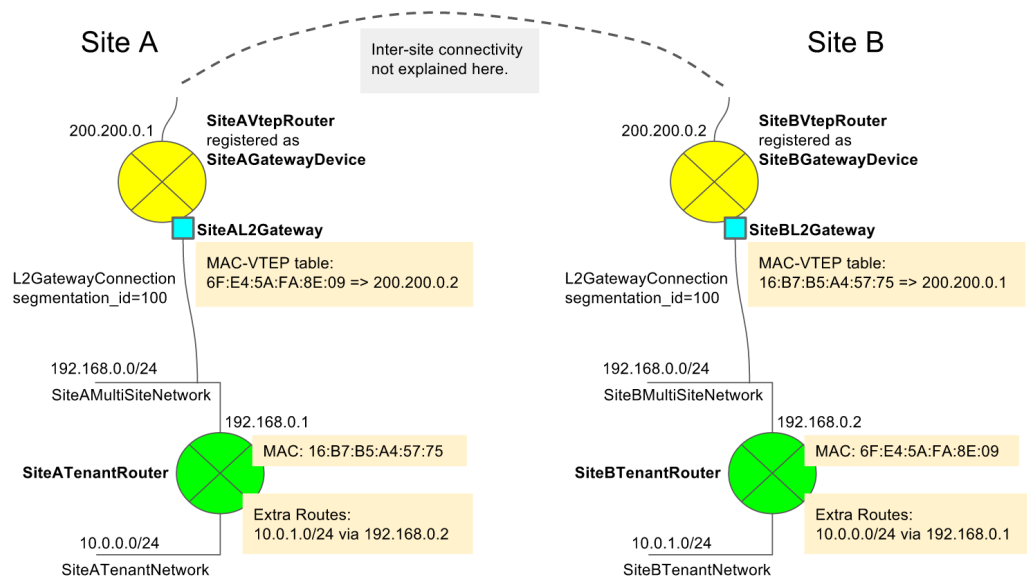 Site A
Site B
Inter-site connectivity
not explained here.
200.200.0.1
SiteAVtepRouter
registered as
SiteAGatewayDevice
200.200.0.2
SiteBVtepRouter
registered as
SiteBGatewayDevice
SiteAL2Gateway
SiteBL2Gateway
L2GatewayConnection
segmentation_id=100
MAC-VTEP table:
6F:E4:5A:FA:8E:09 => 200.200.0.2
L2GatewayConnection
segmentation_id=100
MAC-VTEP table:
16:B7:B5:A4:57:75 => 200.200.0.1
192.168.0.0/24
SiteAMultiSiteNetwork
192.168.0.0/24
SiteBMultiSiteNetwork
192.168.0.1
MAC: 16:B7:B5:A4:57:75
SiteATenantRouter
192.168.0.2
MAC: 6F:E4:5A:FA:8E:09
SiteBTenantRouter
Extra Routes:
10.0.1.0/24 via 192.168.0.2
Extra Routes:
10.0.0.0/24 via 192.168.0.1
10.0.0.0/24
SiteATenantNetwork
10.0.1.0/24
SiteBTenantNetwork